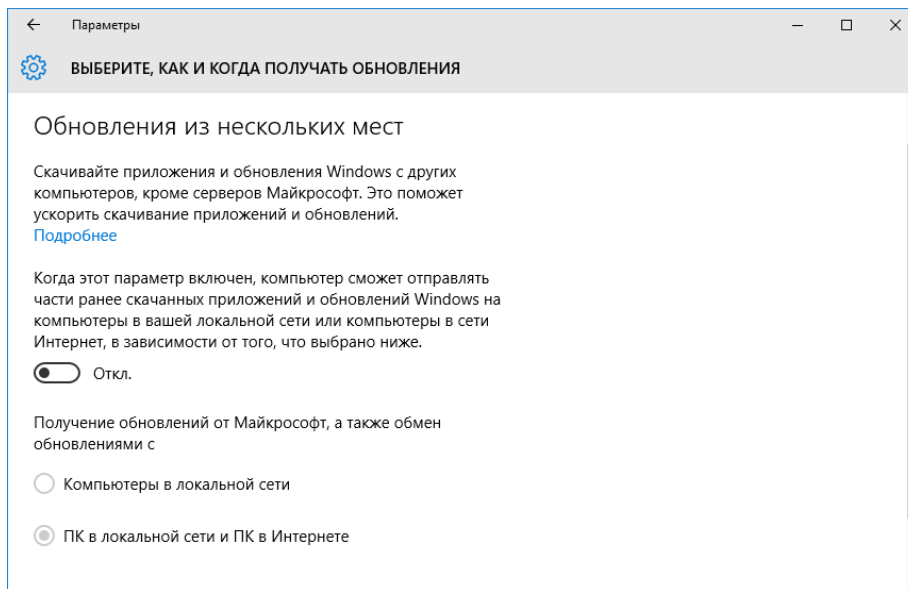 Параметры
ВЫБЕРИТЕ, КАК И КОГДА ПОЛУЧАТЬ ОБНОВЛЕНИЯ
Обновления из нескольких мест
Скачивайте приложения и обновления Windows с других
компьютеров, кроме серверов Майкрософт. Это поможет
ускорить скачивание приложений и обновлений.
Подробнее
Когда этот параметр включен, компьютер сможет отправлять
части ранее скачанных приложений и обновлений Windows на
компьютеры в вашей локальной сети или компьютеры в сети
Интернет, в зависимости от того, что выбрано ниже.
Откл.
Получение обновлений от Майкрософт, а также обмен
обновлениями с
Компьютеры в локальной сети
ПК в локальной сети и ПК в Интернете